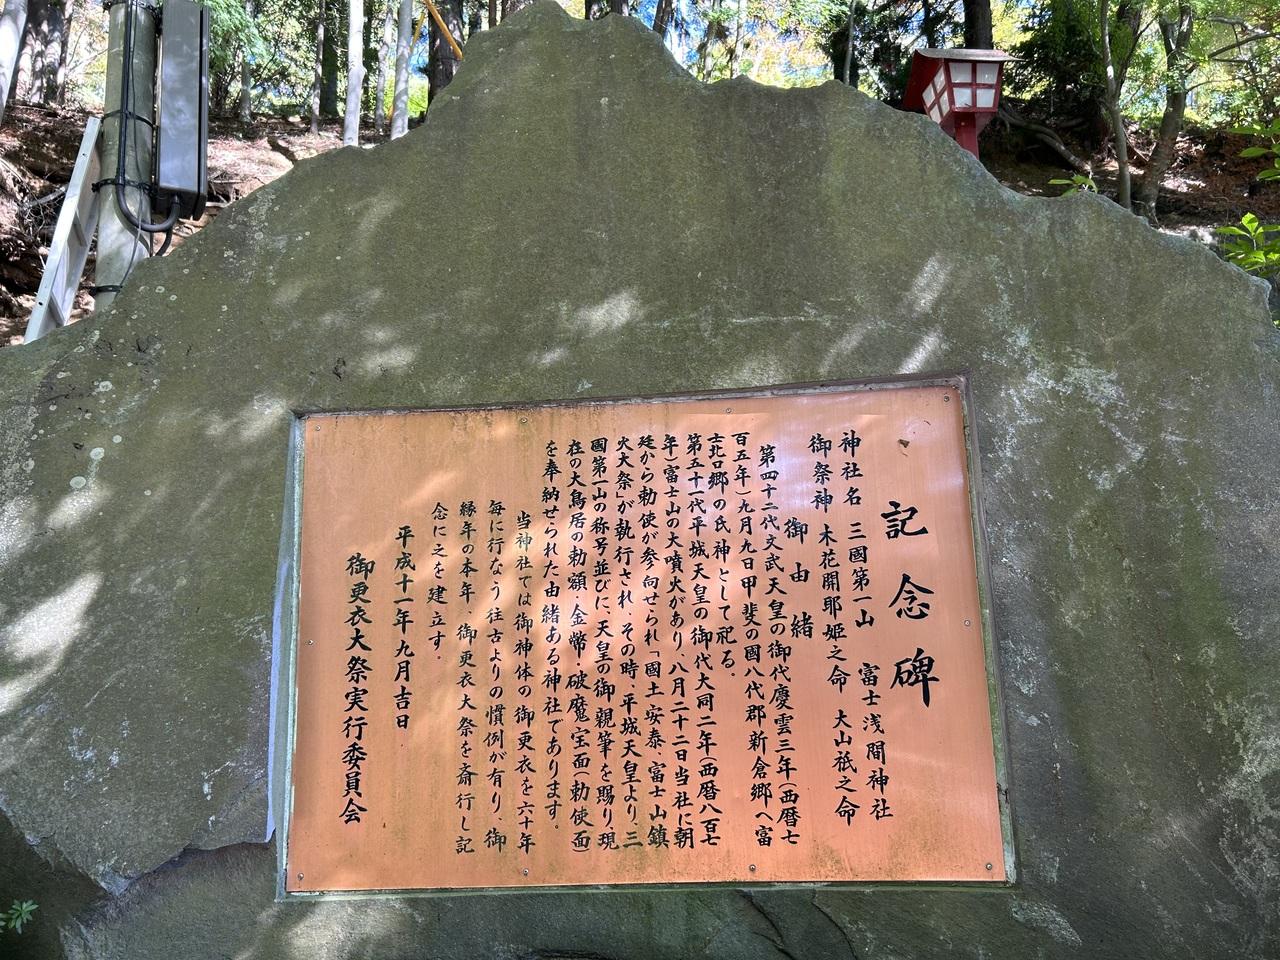 記念碑
神社名 三國第一山 富士浅間神社
御祭神 木花開耶姫之命 大山祇之命
御由緒
第四十二代文武天皇の御代慶雲三年(西暦七
百五年)九月九日甲斐の國八代郡新倉郷へ富
士北口郷の氏神として祀る。
第五十一代平城天皇の御代大同二年(西暦八百七
年)富士山の大噴火があり、八月二十二日当社に朝
廷から勅使が参向せられ「國土安泰・富士山鎮
火大祭」が執行され、その時、平城天皇より、三
國第一山の称号並びに、天皇の御親筆を賜り、現
在の大鳥居の勅額・金幣・破魔宝面(勅使面)
を奉納せられた由緒ある神社であります。
当神社では御神体の御更衣を六十年
毎に行なう往古よりの慣例が有り、御
縁年の本年、御更衣大祭を斎行し記
念に之を建立す。
平成十一年九月吉日
御更衣大祭実行委員会